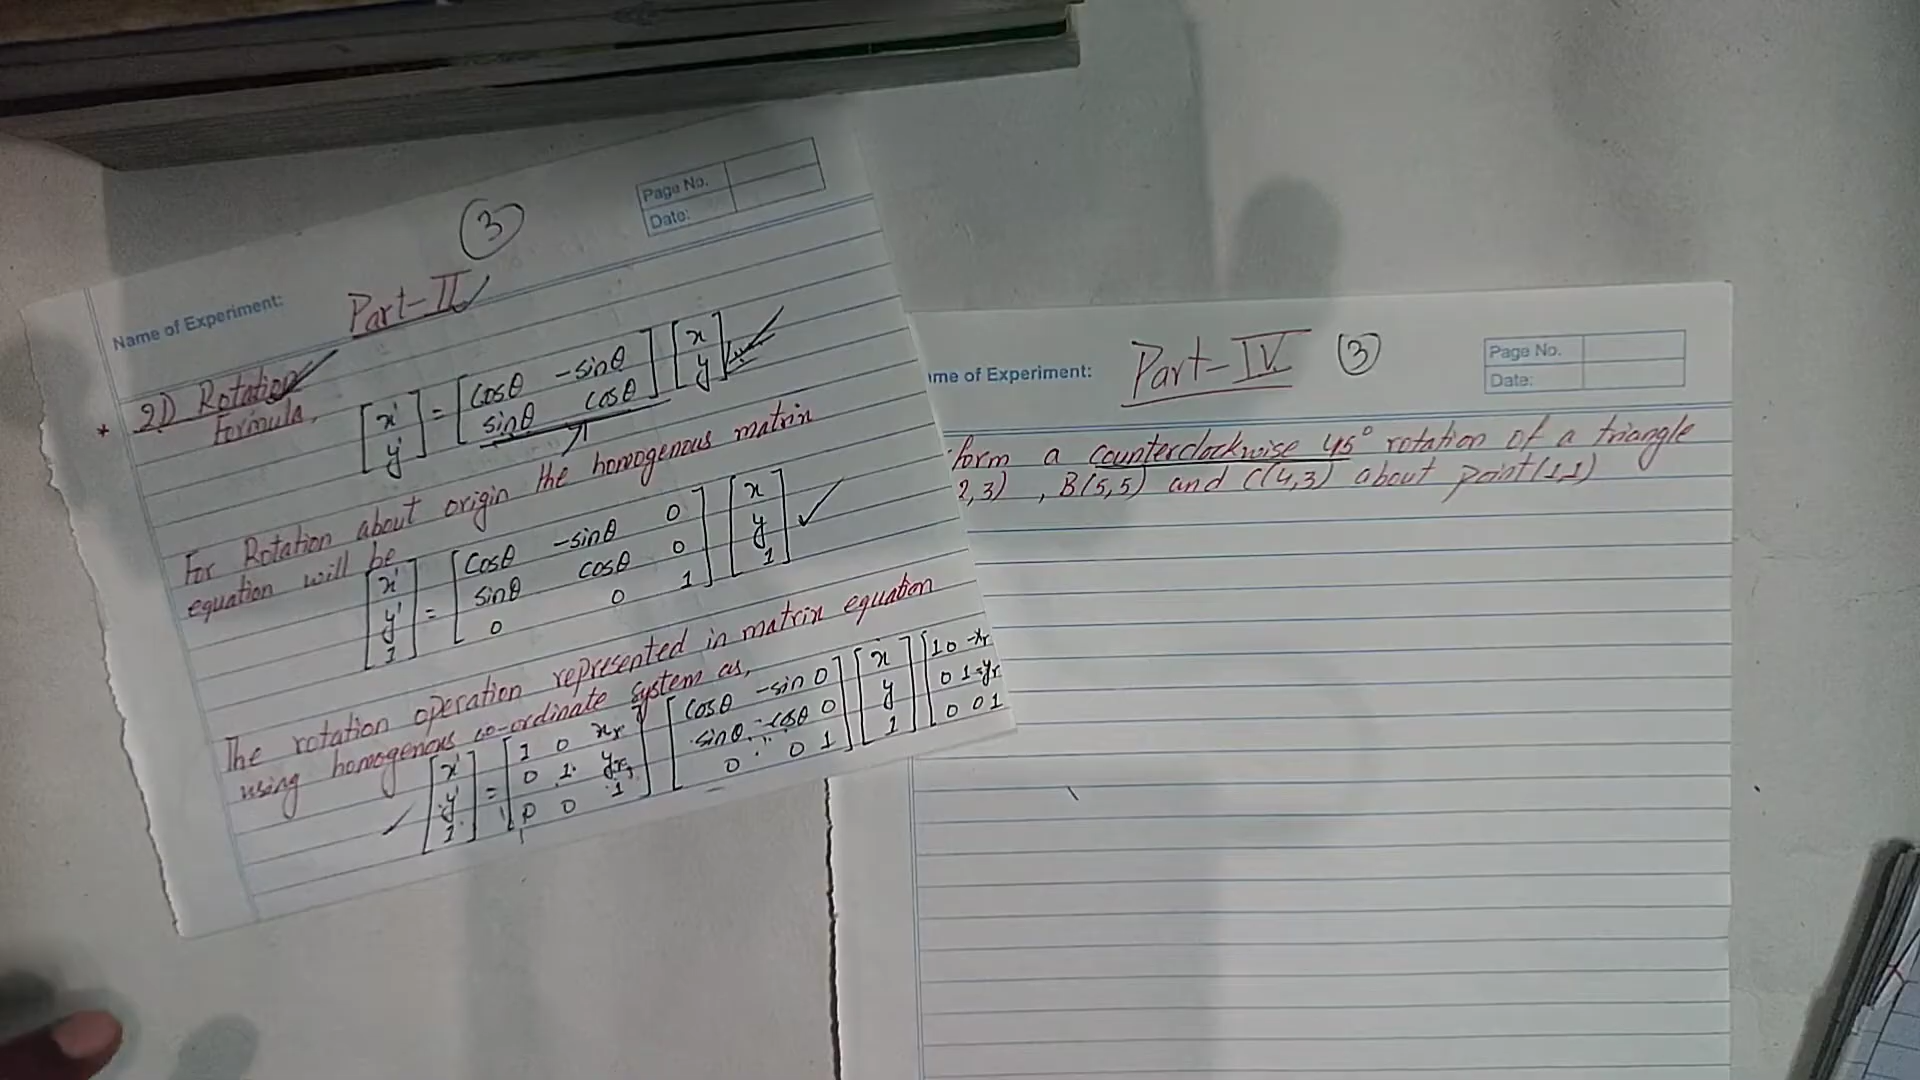 3
Page No.
Date:
Name of Experiment:
Part-II
* 2D Rotation
formula,
[x' y'] = [cosθ -sinθ sinθ cosθ] [x y]
For Rotation about origin the homogenous matrix
equation will be
[x' y' 1] = [cosθ -sinθ 0 sinθ cosθ 0 0 0 1] [x y 1]
The rotation operation represented in matrix equation
using homogenous co-ordinate system as,
[x' y' 1] = [1 0 xr 0 1 yr 0 0 1] [cosθ -sin 0 sinθ cosθ 0 0 0 1] [x y 1] [1 0 -xr 0 1 -yr 0 0 1]
Part-IV 3
Page No.
Date:
me of Experiment:
form a counterclockwise 45° rotation of a triangle
2,3) , B(5,5) and C(4,3) about point(1,1)